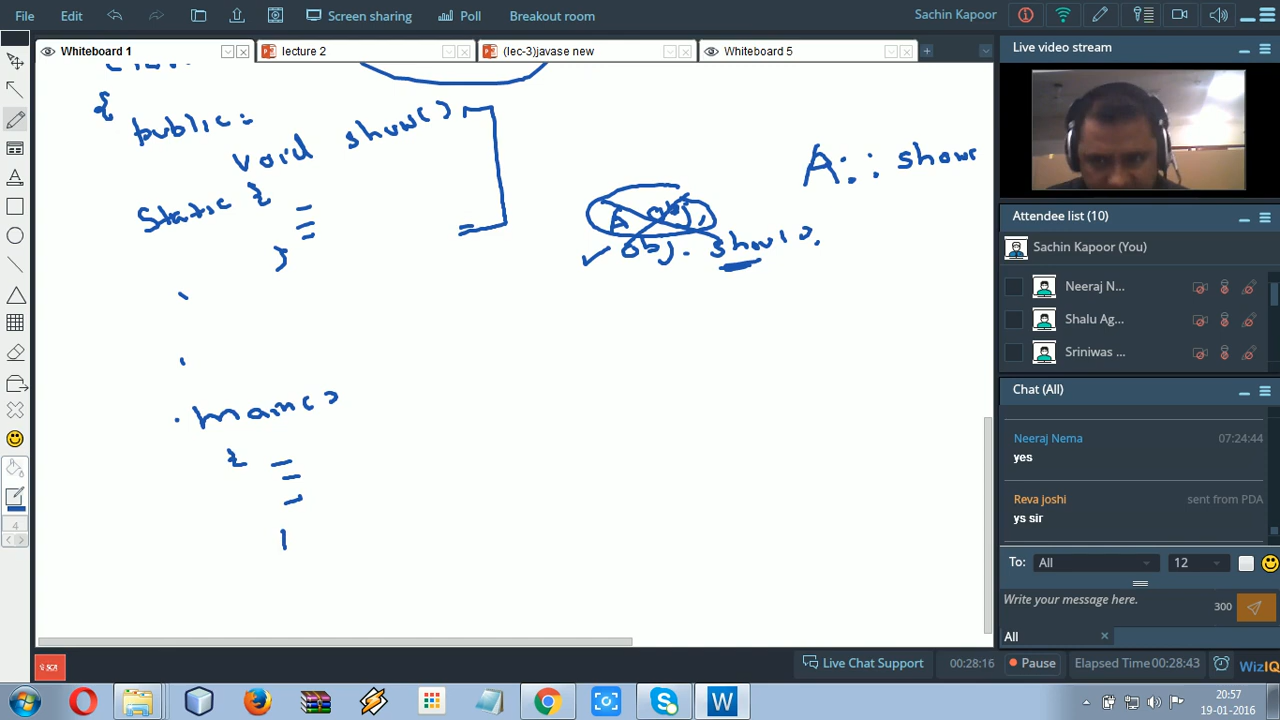 File Edit Screen sharing Poll Breakout room Sachin Kapoor
Whiteboard 1 lecture 2 (lec-3)javase new Whiteboard 5
Live video stream
{
public:
void show()
static {
}
main()
{
A obj;
obj. show();
A:: show
Attendee list (10)
Sachin Kapoor (You)
Neeraj N...
Shalu Ag...
Sriniwas ...
Chat (All)
Neeraj Nema 07:24:44
yes
Reva joshi sent from PDA
ys sir
To: All 12
Write your message here. 300
All
4
Live Chat Support 00:28:16 Pause Elapsed Time 00:28:43 WizIQ
20:57
19-01-2016